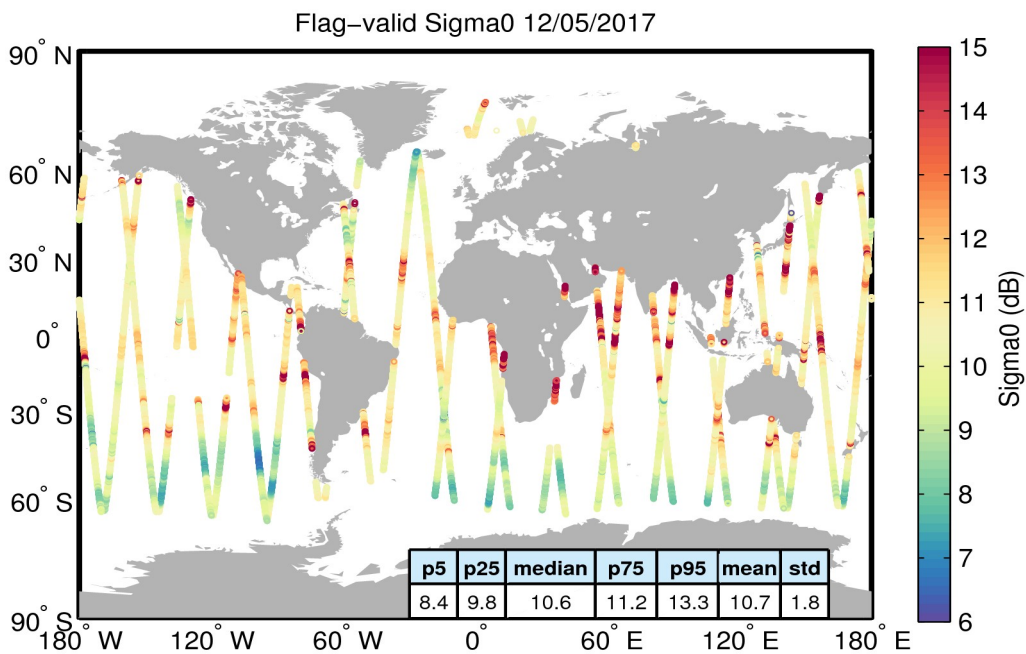 Flag−valid Sigma0 12/05/2017
90° N
60° N
30° N
0°
30° S
60° S
90° S
180° W
120° W
60° W
0°
60° E
120° E
180° E
p5 p25 median p75 p95 mean std
8.4 9.8 10.6 11.2 13.3 10.7 1.8
15
14
13
12
11
10
9
8
7
6
Sigma0 (dB)